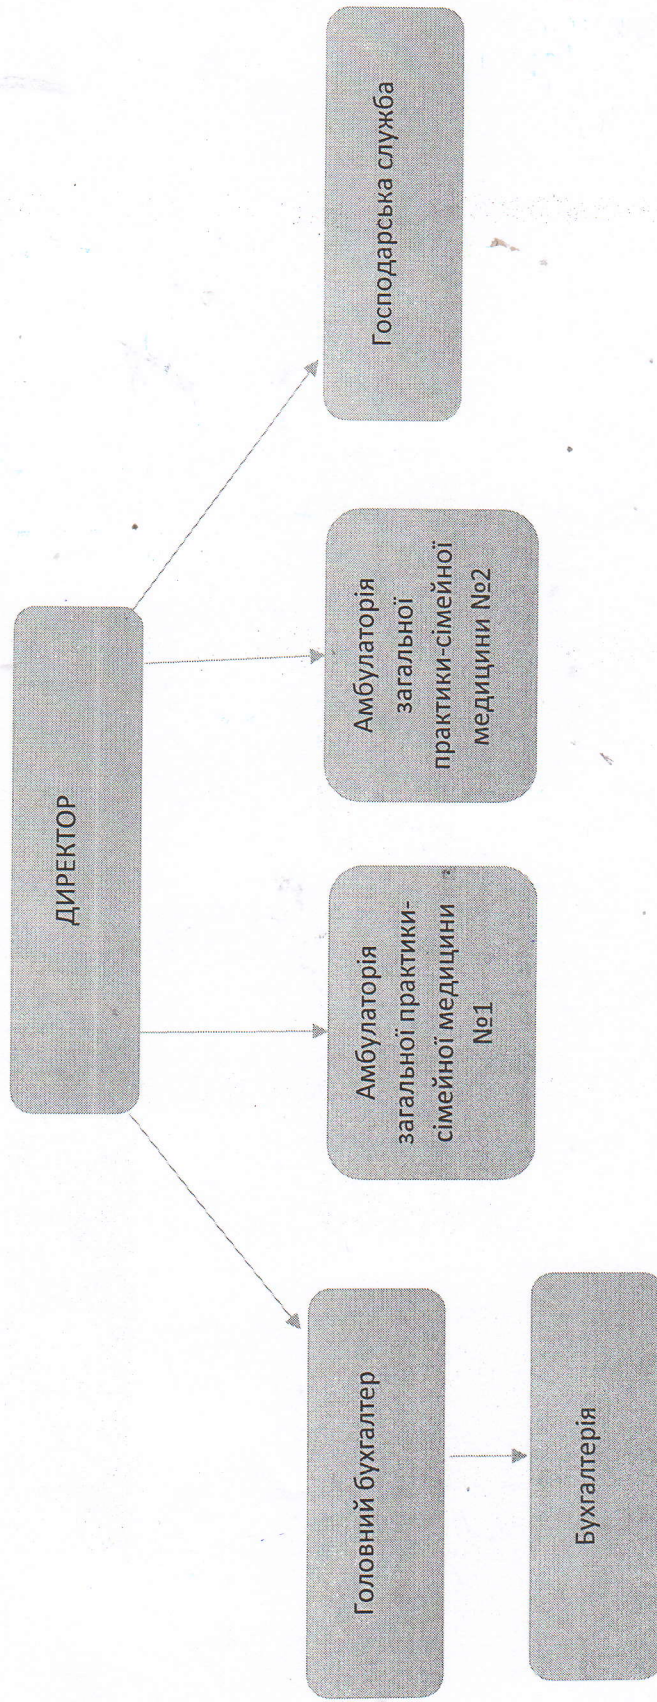 ДИРЕКТОР
Головний бухгалтер
Амбулаторія
загальної практики-
сімейної медицини
№1
Амбулаторія
загальної
практики-сімейної
медицини №2
Господарська служба
Бухгалтерія